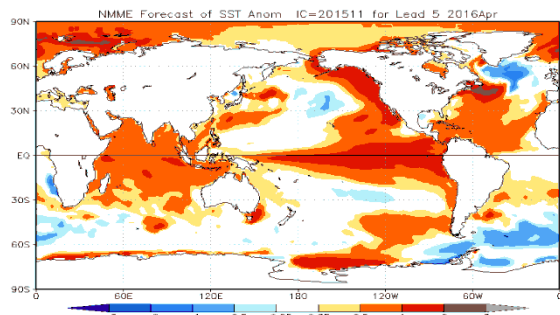 NMME Forecast of SST Anom IC=201511 for Lead 5 2016Apr
90N
60N
30N
EQ
30S
60S
90S
0 60E 120E 180 120W 60W